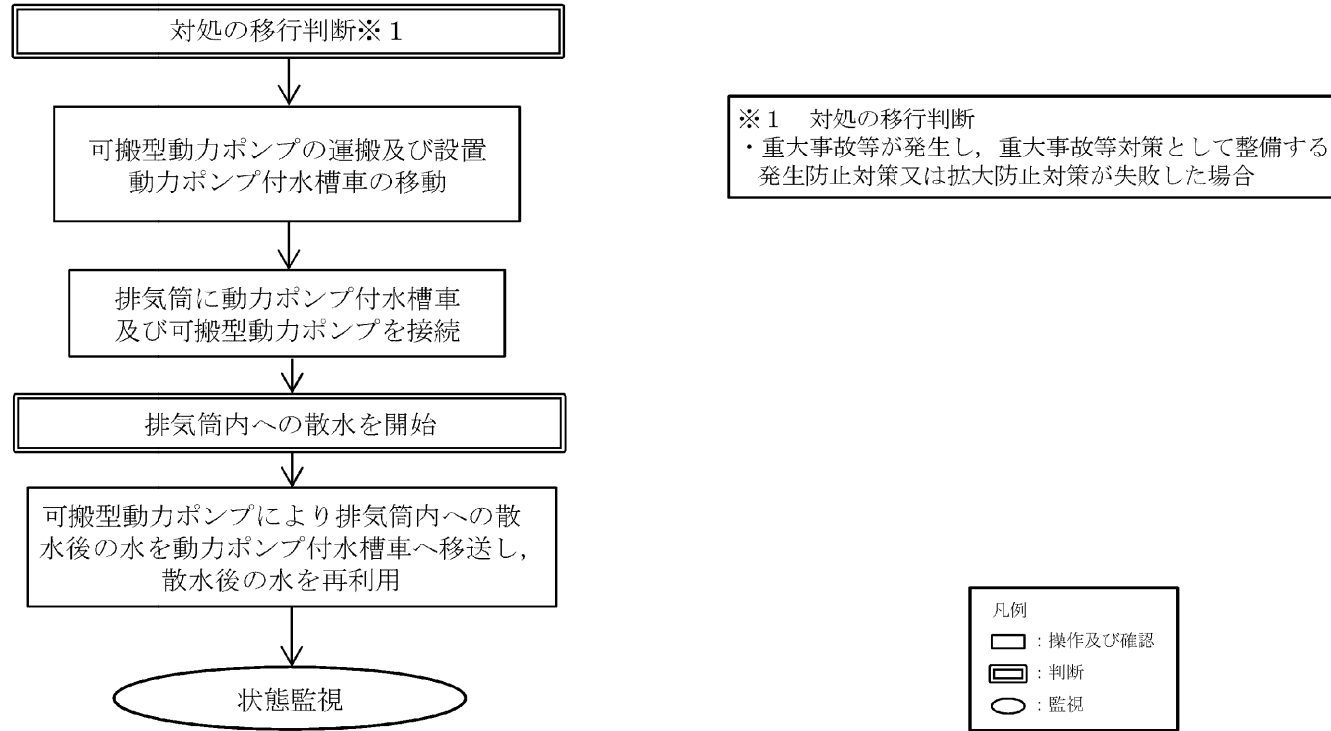 対処の移行判断※１
可搬型動力ポンプの運搬及び設置
動力ポンプ付水槽車の移動
排気筒に動力ポンプ付水槽車
及び可搬型動力ポンプを接続
排気筒内への散水を開始
可搬型動力ポンプにより排気筒内への散
水後の水を動力ポンプ付水槽車へ移送し，
散水後の水を再利用
状態監視
※１　対処の移行判断
・重大事故等が発生し，重大事故等対策として整備する
発生防止対策又は拡大防止対策が失敗した場合
凡例
：操作及び確認
：判断
：監視